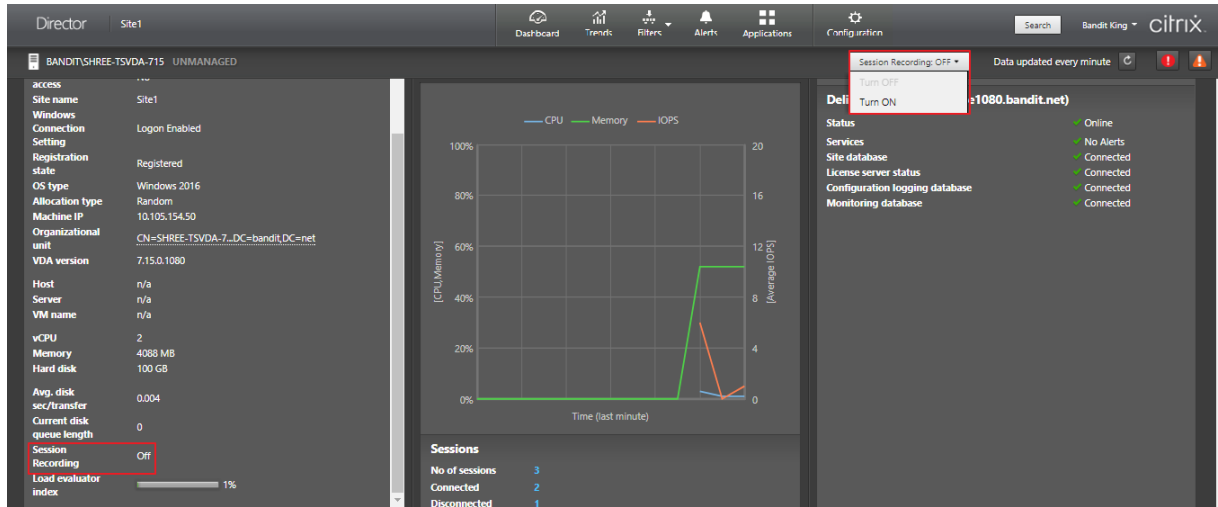 Director Site1 Dashboard Trends Filters Alerts Applications Configuration Search Bandit King citrix
BANDIT\SHREE-TSVDA-715 UNMANAGED Session Recording: OFF Data updated every minute
Turn OFF
Turn ON
access
Site name Site1
Windows
Connection Logon Enabled
Setting
Registration
state Registered
OS type Windows 2016
Allocation type Random
Machine IP 10.105.154.50
Organizational
unit CN=SHREE-TSVDA-7...DC=bandit,DC=net
VDA version 7.15.0.1080
Host n/a
Server n/a
VM name n/a
vCPU 2
Memory 4088 MB
Hard disk 100 GB
Avg. disk
sec/transfer 0.004
Current disk
queue length 0
Session
Recording Off
Load evaluator
index 1%
CPU Memory IOPS
100% 20
80% 16
60% 12
40% 8
20% 4
0% 0
[CPU,Memory]
[Average IOPS]
Time (last minute)
Sessions
No of sessions 3
Connected 2
Disconnected 1
Deli e1080.bandit.net)
Status Online
Services No Alerts
Site database Connected
License server status Connected
Configuration logging database Connected
Monitoring database Connected